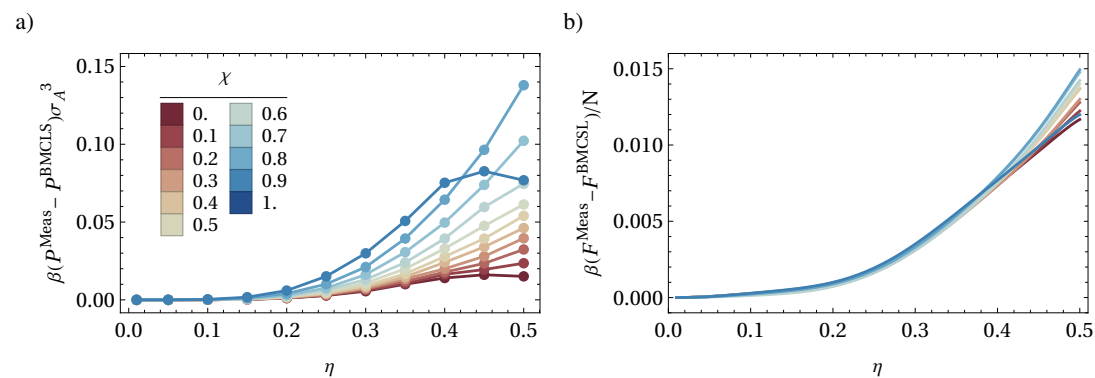 a)
β(P^Meas − P^BMCLS)σ_A^3
0.15
0.10
0.05
0.00
χ
0. 0.6
0.1 0.7
0.2 0.8
0.3 0.9
0.4 1.
0.5
0.0 0.1 0.2 0.3 0.4 0.5
η
b)
β(F^Meas − F^BMCSL)/N
0.015
0.010
0.005
0.000
0.0 0.1 0.2 0.3 0.4 0.5
η